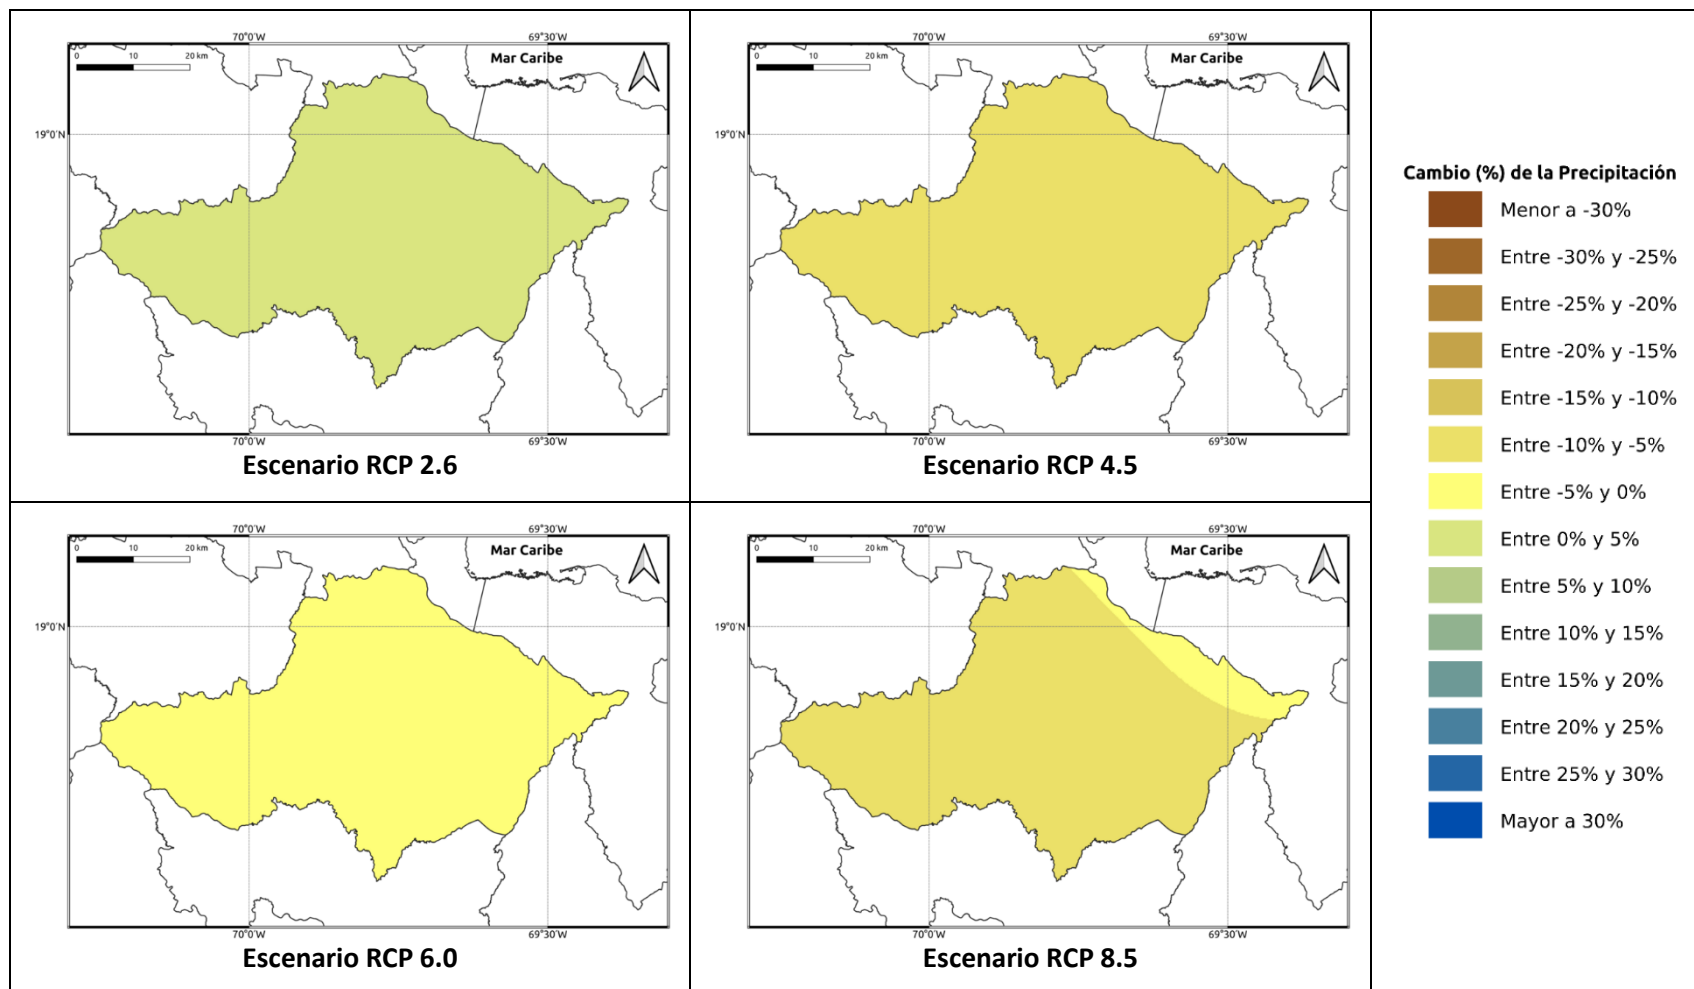 70°0'W
69°30'W
0
10
20 km
Mar Caribe
19°0'N
70°0'W
69°30'W
Escenario RCP 2.6
70°0'W
69°30'W
0
10
20 km
Mar Caribe
19°0'N
70°0'W
69°30'W
Escenario RCP 4.5
70°0'W
69°30'W
0
10
20 km
Mar Caribe
19°0'N
70°0'W
69°30'W
Escenario RCP 6.0
70°0'W
69°30'W
0
10
20 km
Mar Caribe
19°0'N
70°0'W
69°30'W
Escenario RCP 8.5
Cambio (%) de la Precipitación
Menor a -30%
Entre -30% y -25%
Entre -25% y -20%
Entre -20% y -15%
Entre -15% y -10%
Entre -10% y -5%
Entre -5% y 0%
Entre 0% y 5%
Entre 5% y 10%
Entre 10% y 15%
Entre 15% y 20%
Entre 20% y 25%
Entre 25% y 30%
Mayor a 30%